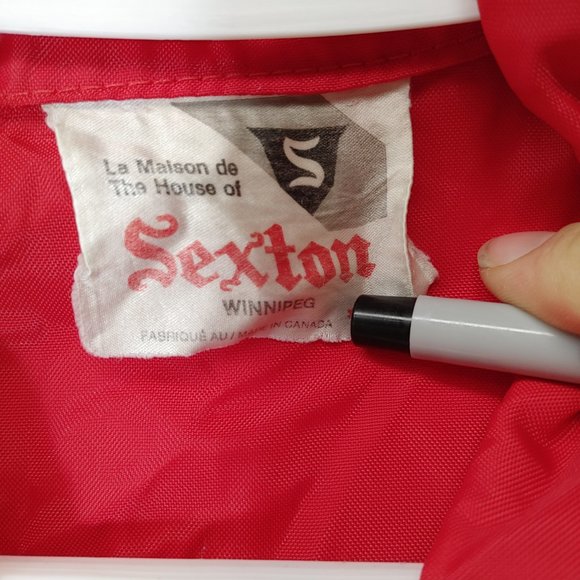 S
La Maison de
The House of
Sexton
WINNIPEG
FABRIQUÉ AU / MADE IN CANADA